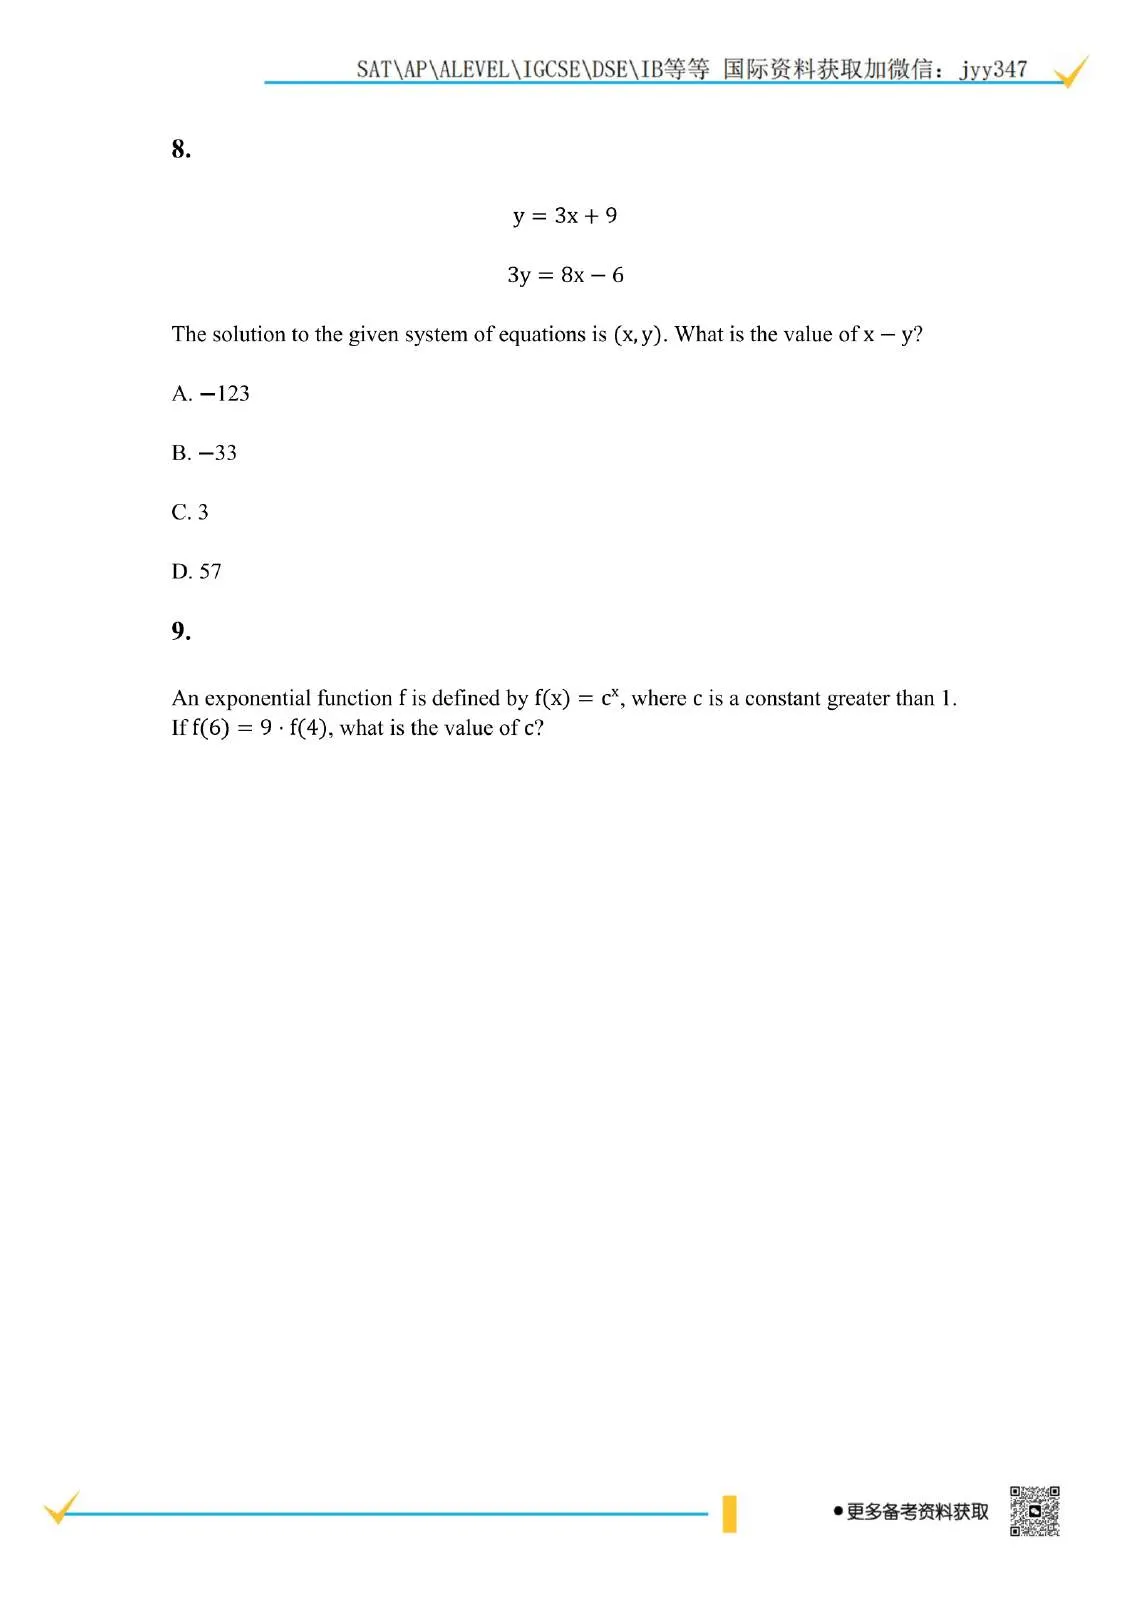 SAT\AP\ALEVEL\IGCSE\DSE\IB等等 国际资料获取加微信：jyy347
8.
y = 3x + 9
3y = 8x − 6
The solution to the given system of equations is (x, y). What is the value of x − y?
A. −123
B. −33
C. 3
D. 57
9.
An exponential function f is defined by f(x) = cˣ, where c is a constant greater than 1.
If f(6) = 9 · f(4), what is the value of c?
●更多备考资料获取